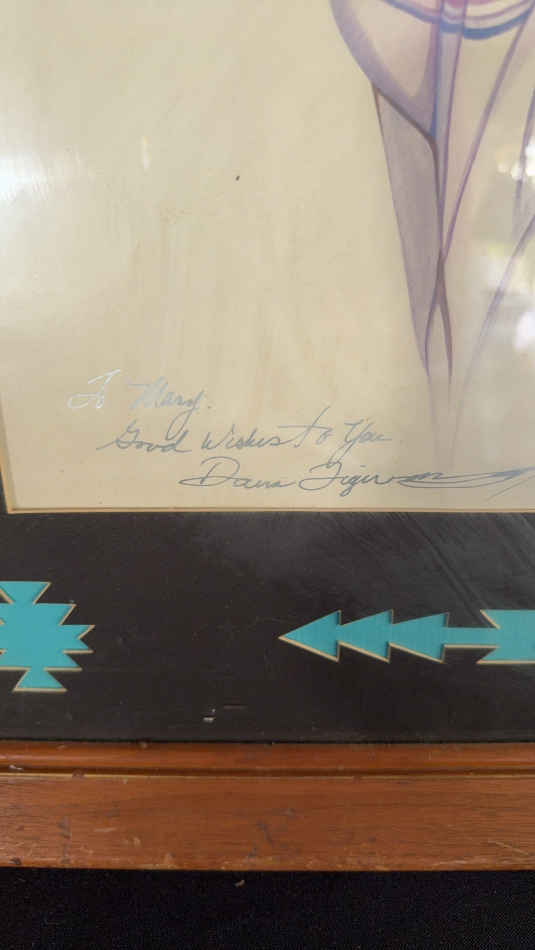 To Mary.
Good Wishes to You.
Dana Tiger